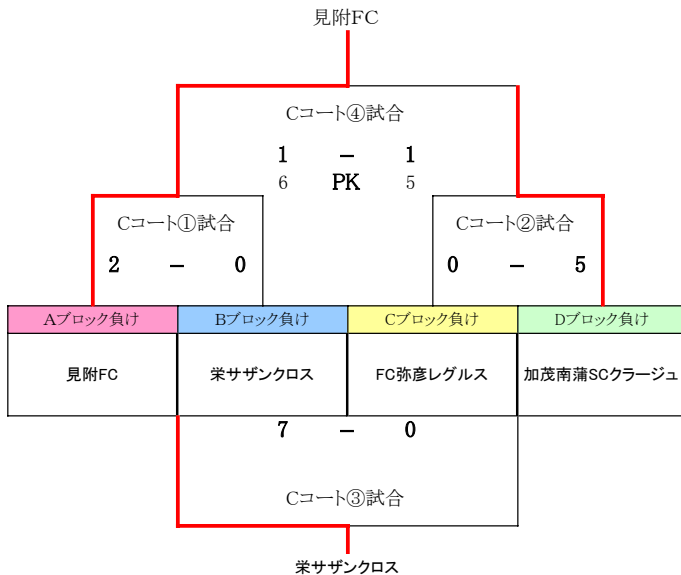 見附FC
Cコート④試合
1 － 1
6 PK 5
Cコート①試合 Cコート②試合
2 － 0 0 － 5
Aブロック負け Bブロック負け Cブロック負け Dブロック負け
見附FC 栄サザンクロス FC弥彦レグルス 加茂南蒲SCクラージュ
7 － 0
Cコート③試合
栄サザンクロス